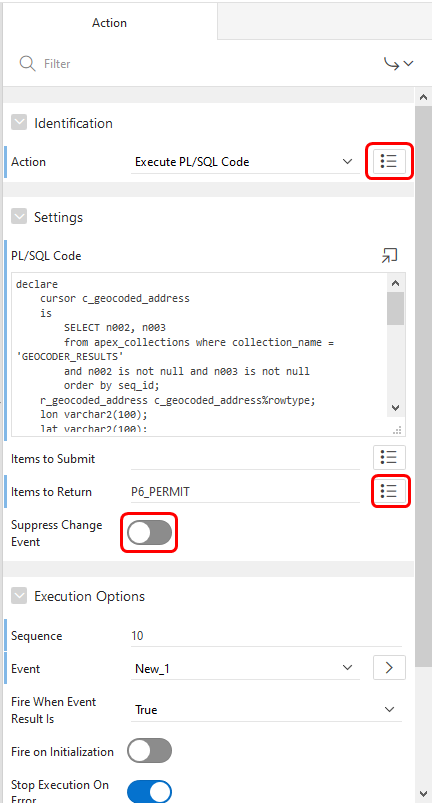 Action
Filter
Identification
Action
Execute PL/SQL Code
Settings
PL/SQL Code
declare
cursor c_geocoded_address
is
SELECT n002, n003
from apex_collections where collection_name =
'GEOCODER_RESULTS'
and n002 is not null and n003 is not null
order by seq_id;
r_geocoded_address c_geocoded_address%rowtype;
lon varchar2(100);
lat varchar2(100);
Items to Submit
Items to Return
P6_PERMIT
Suppress Change
Event
Execution Options
Sequence
10
Event
New_1
Fire When Event
Result Is
True
Fire on Initialization
Stop Execution On
Error